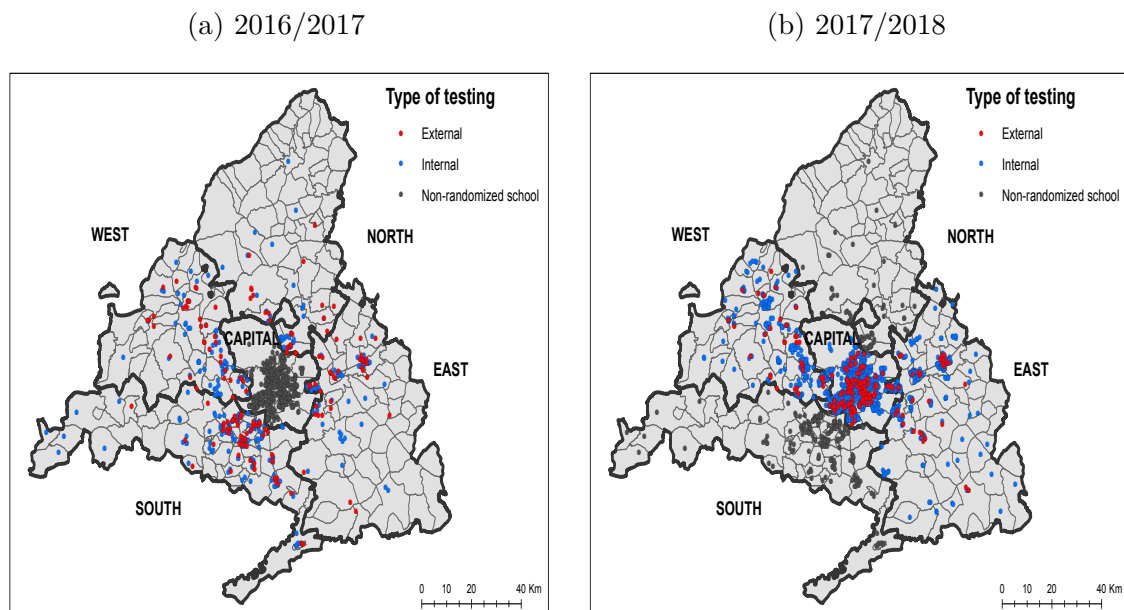 (a) 2016/2017
Type of testing
External
Internal
Non-randomized school
WEST
NORTH
CAPITAL
EAST
SOUTH
0 10 20 40 Km
(b) 2017/2018
Type of testing
External
Internal
Non-randomized school
WEST
NORTH
CAPITAL
EAST
SOUTH
0 10 20 40 Km